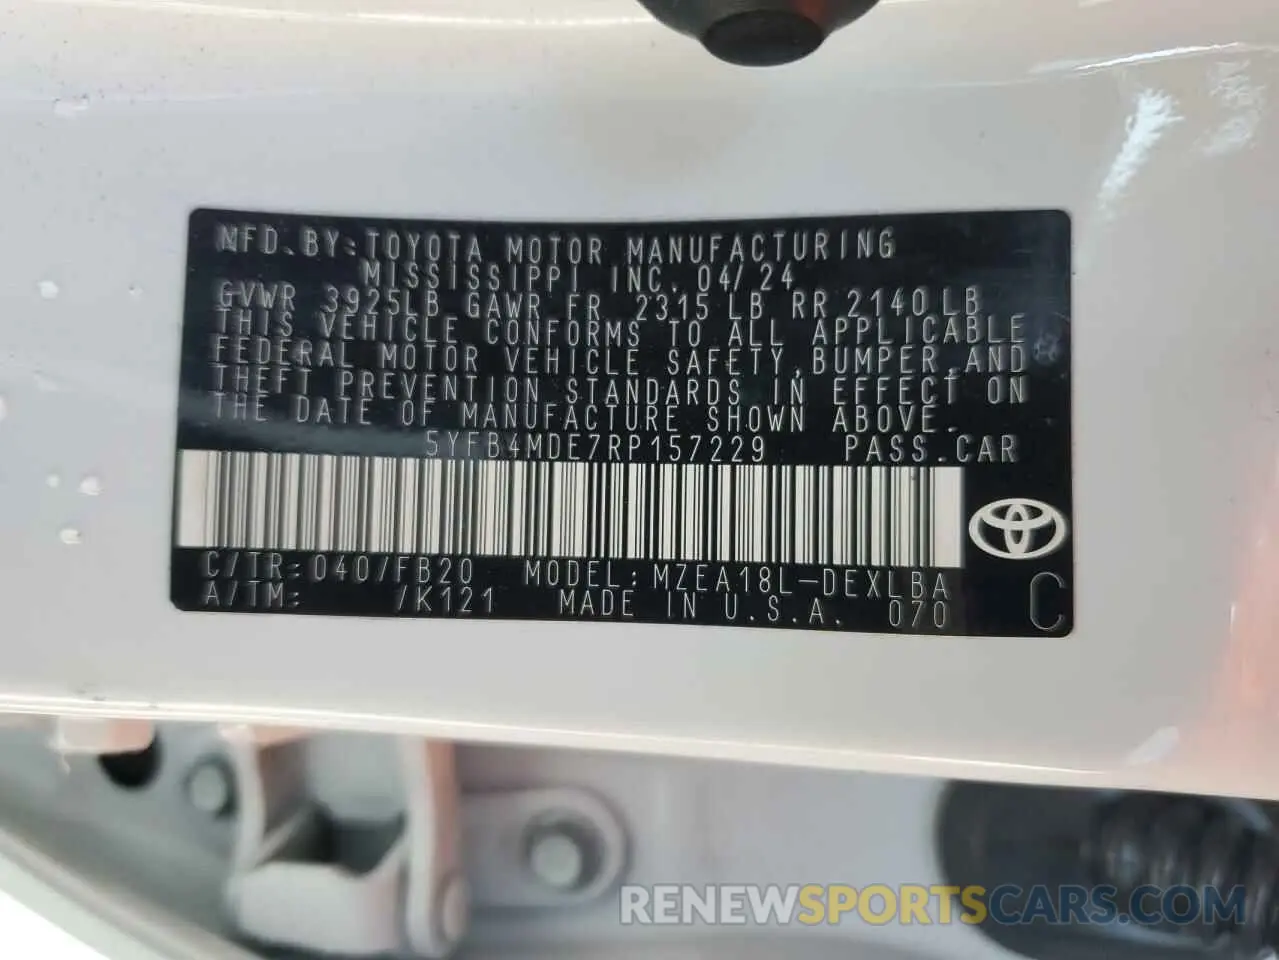 MFD. BY: TOYOTA MOTOR MANUFACTURING
MISSISSIPPI INC. 04/24
GVWR 3925LB GAWR FR 2315 LB RR 2140 LB
THIS VEHICLE CONFORMS TO ALL APPLICABLE
FEDERAL MOTOR VEHICLE SAFETY, BUMPER, AND
THEFT PREVENTION STANDARDS IN EFFECT ON
THE DATE OF MANUFACTURE SHOWN ABOVE.
5YFB4MDE7RP157229 PASS. CAR
C/TR: 040/FB20 MODEL: MZEA18L-DEXLBA
A/TM: /K121 MADE IN U.S.A. 070
C
RENEWSPORTSCARS.COM